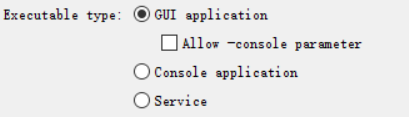 Executable type: GUI application
Allow -console parameter
Console application
Service